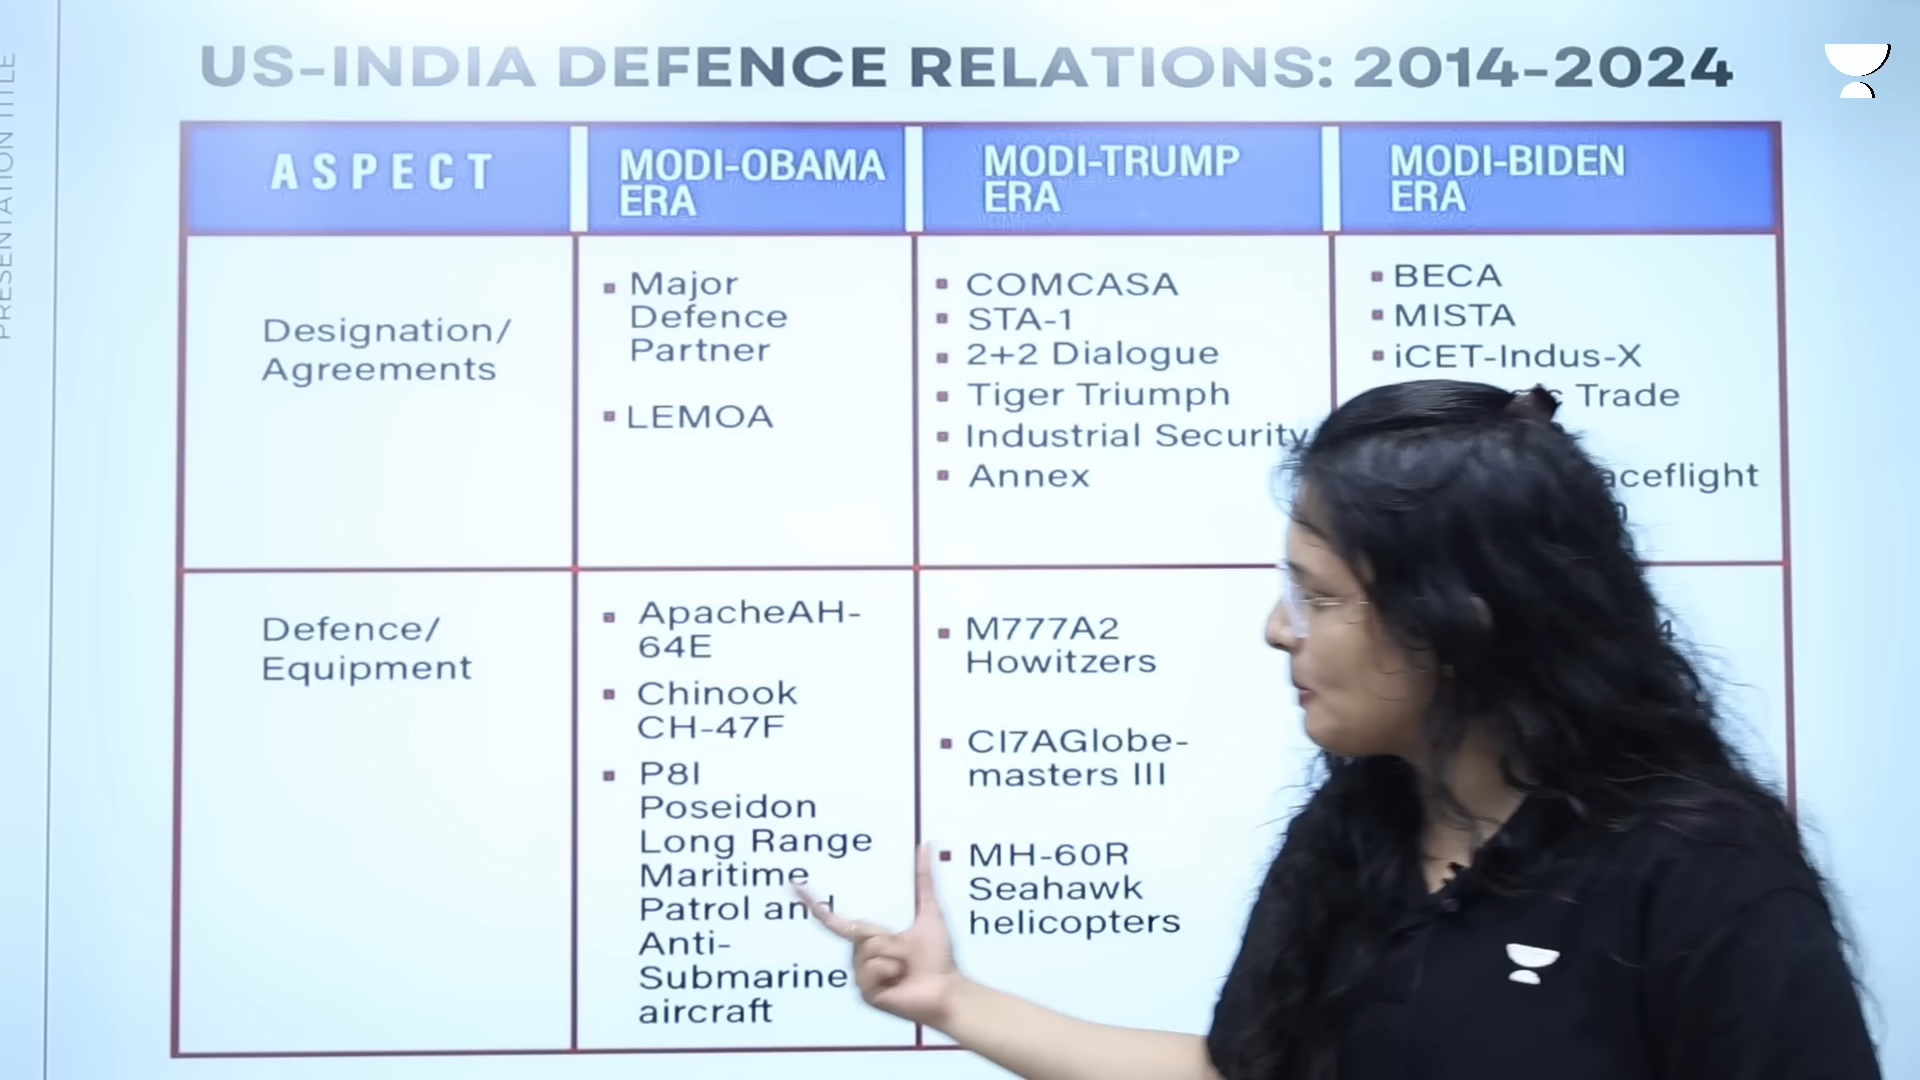 PRESENTATION TITLE
US-INDIA DEFENCE RELATIONS: 2014-2024
ASPECT
MODI-OBAMA
ERA
MODI-TRUMP
ERA
MODI-BIDEN
ERA
Designation/
Agreements
▪ Major
Defence
Partner
▪ LEMOA
▪ COMCASA
▪ STA-1
▪ 2+2 Dialogue
▪ Tiger Triumph
▪ Industrial Security
▪ Annex
▪ BECA
▪ MISTA
▪ iCET-Indus-X
Trade
Defence/
Equipment
▪ ApacheAH-
64E
▪ Chinook
CH-47F
▪ P8I
Poseidon
Long Range
Maritime
Patrol and
Anti-
Submarine
aircraft
▪ M777A2
Howitzers
▪ CI7AGlobe-
masters III
▪ MH-60R
Seahawk
helicopters